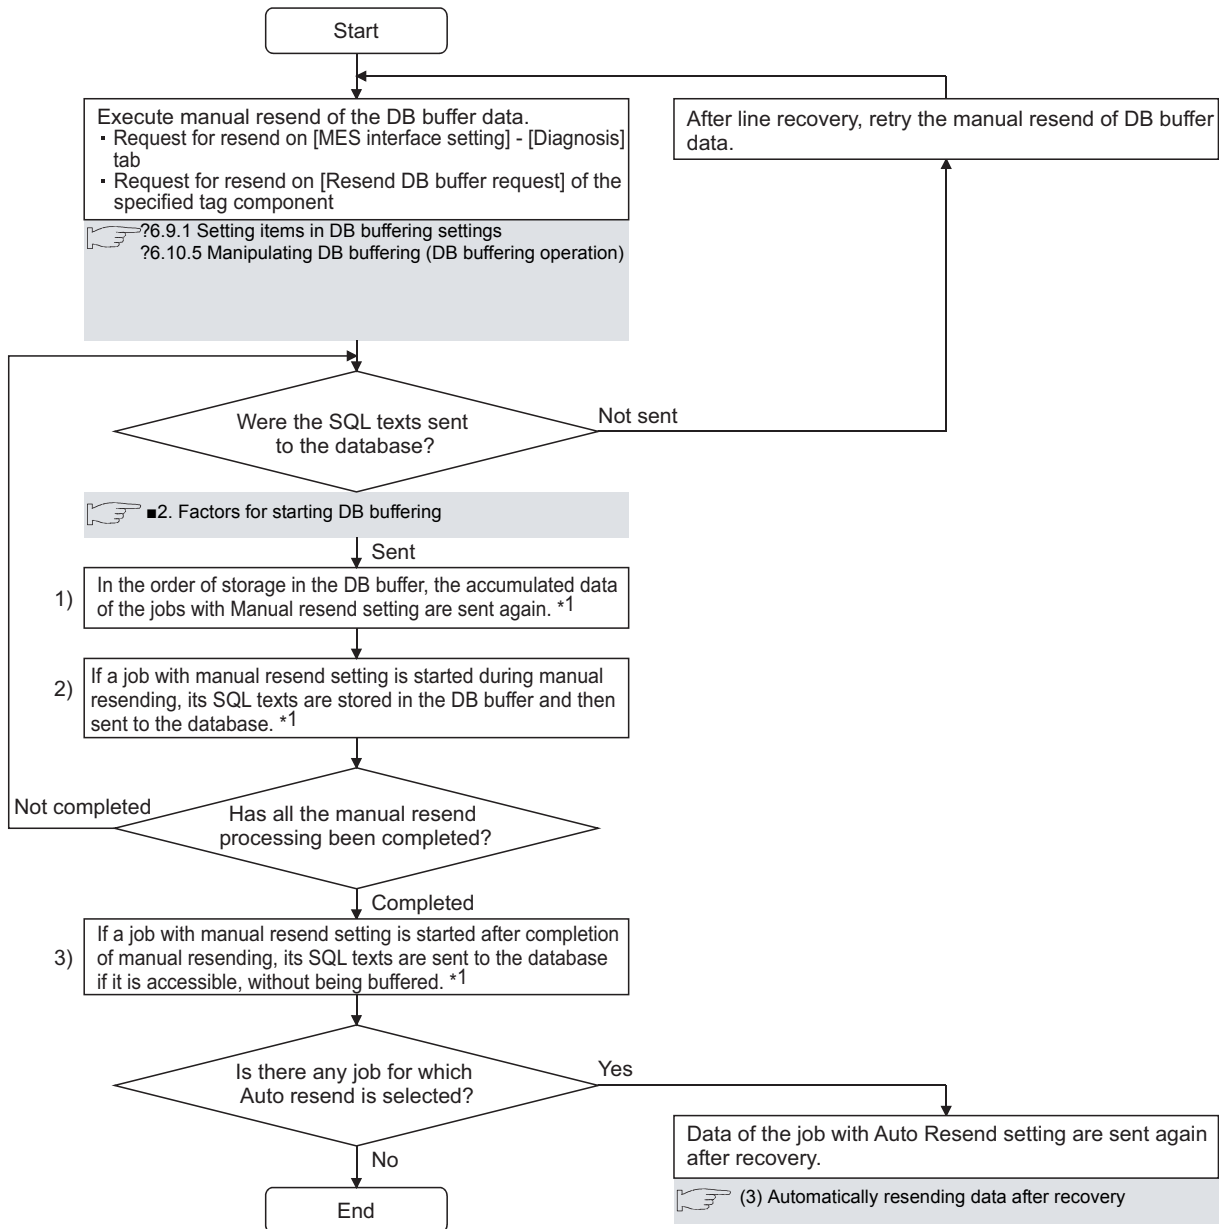 Start
Execute manual resend of the DB buffer data.
・Request for resend on [MES interface setting] - [Diagnosis]
tab
・Request for resend on [Resend DB buffer request] of the
specified tag component
?6.9.1 Setting items in DB buffering settings
?6.10.5 Manipulating DB buffering (DB buffering operation)
After line recovery, retry the manual resend of DB buffer
data.
Were the SQL texts sent
to the database?
Not sent
■2. Factors for starting DB buffering
Sent
1)
In the order of storage in the DB buffer, the accumulated data
of the jobs with Manual resend setting are sent again. *1
2)
If a job with manual resend setting is started during manual
resending, its SQL texts are stored in the DB buffer and then
sent to the database. *1
Not completed
Has all the manual resend
processing been completed?
Completed
3)
If a job with manual resend setting is started after completion
of manual resending, its SQL texts are sent to the database
if it is accessible, without being buffered. *1
Is there any job for which
Auto resend is selected?
Yes
Data of the job with Auto Resend setting are sent again
after recovery.
(3) Automatically resending data after recovery
No
End